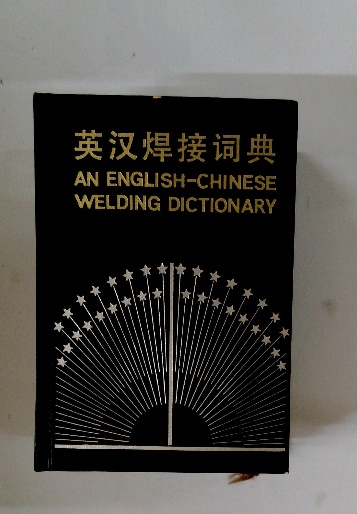 英汉焊接词典
AN ENGLISH-CHINESE
WELDING DICTIONARY